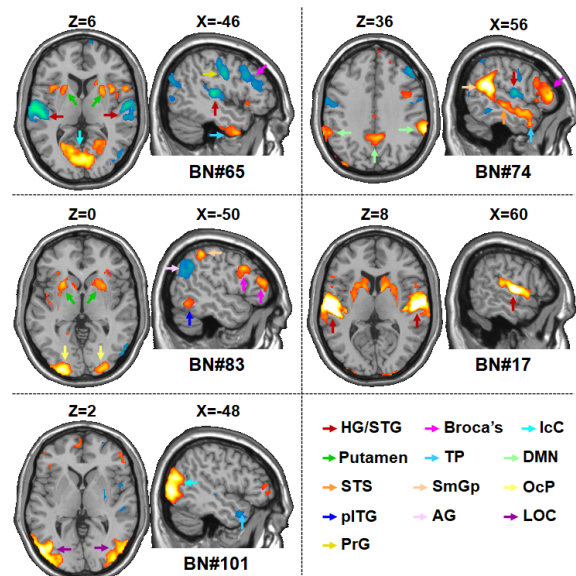 Z=6 X=-46
BN#65
Z=36 X=56
BN#74
Z=0 X=-50
BN#83
Z=8 X=60
BN#17
Z=2 X=-48
BN#101
HG/STG Broca's IcC
Putamen TP DMN
STS SmGp OcP
pITG AG LOC
PrG